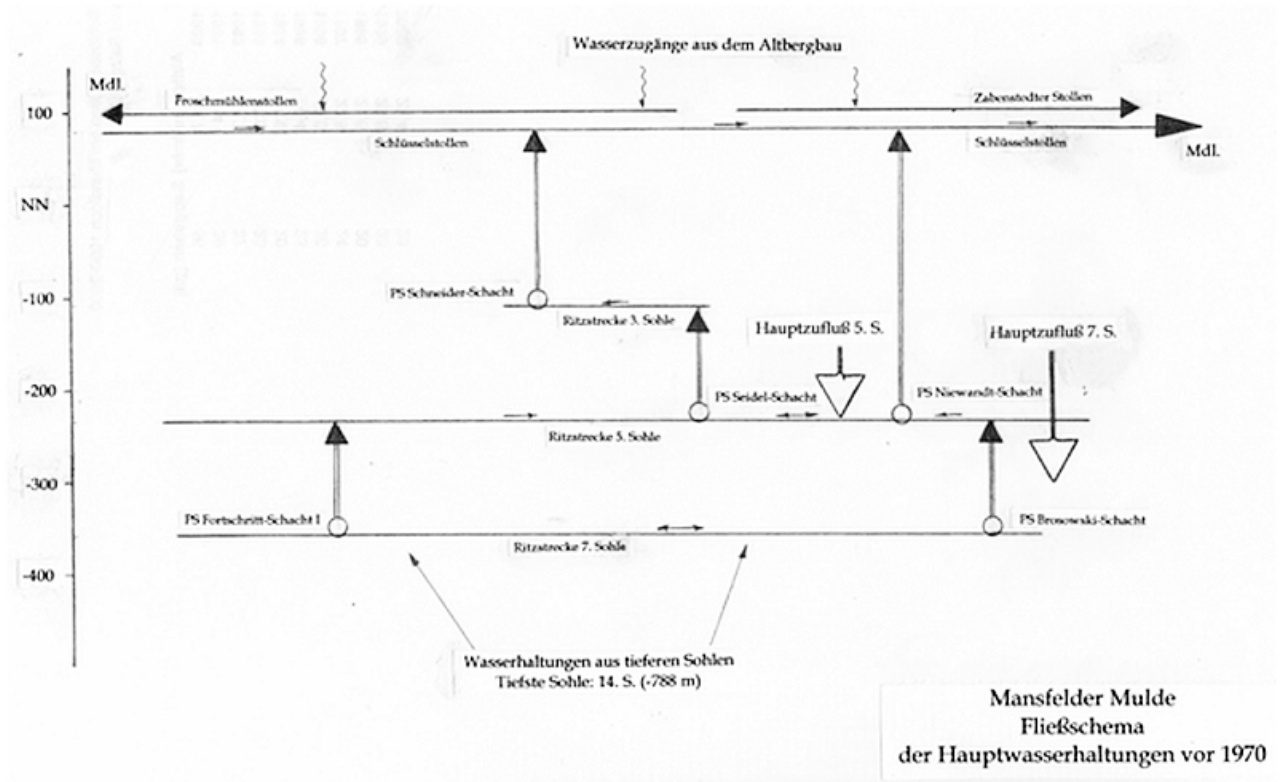 Wasserzugänge aus dem Altbergbau
Mdl.
Froschmühlenstollen
Zabenstedter Stollen
100
Schlüsselstollen
Schlüsselstollen
Mdl.
NN
PS Schneider-Schacht
-100
Ritzstrecke 3. Sohle
Hauptzufluß 5. S.
Hauptzufluß 7. S.
-200
PS Seidel-Schacht
PS Niewandt-Schacht
Ritzstrecke 5. Sohle
-300
PS Fortschritt-Schacht I
PS Brosowski-Schacht
Ritzstrecke 7. Sohle
-400
Wasserhaltungen aus tieferen Sohlen
Tiefste Sohle: 14. S. (-788 m)
Mansfelder Mulde
Fließschema
der Hauptwasserhaltungen vor 1970